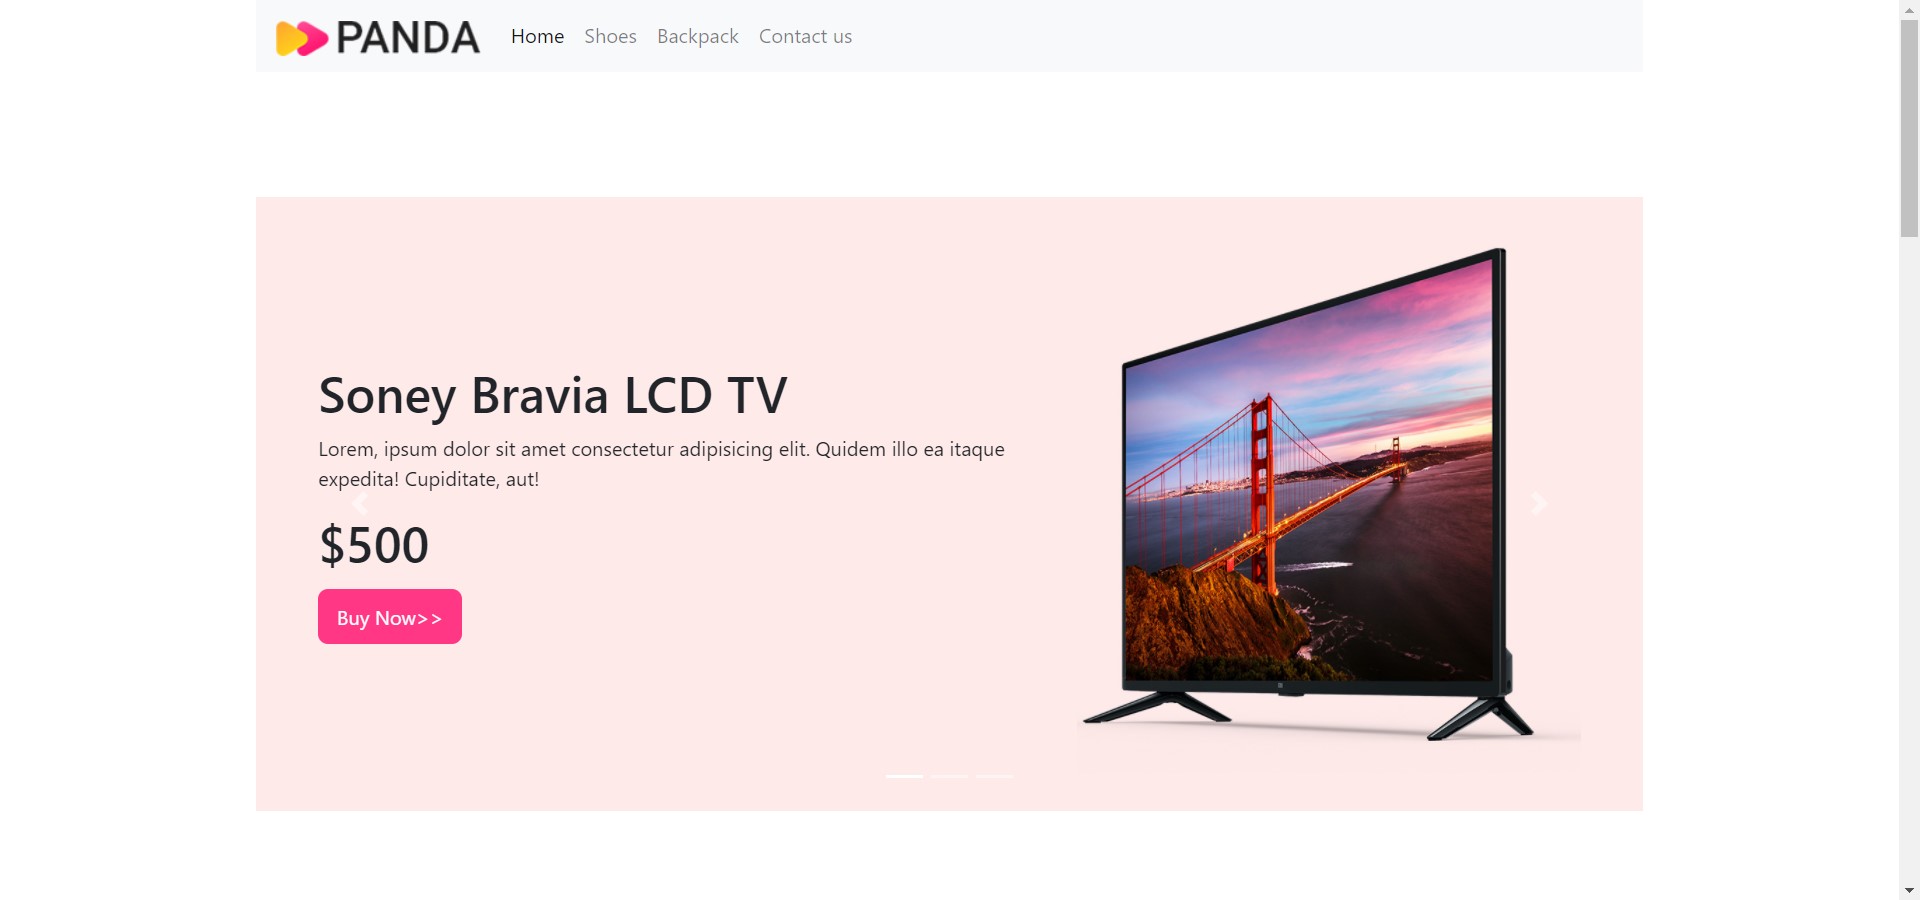 PANDA Home Shoes Backpack Contact us
Soney Bravia LCD TV
Lorem, ipsum dolor sit amet consectetur adipisicing elit. Quidem illo ea itaque
expedita! Cupiditate, aut!
$500
Buy Now>>